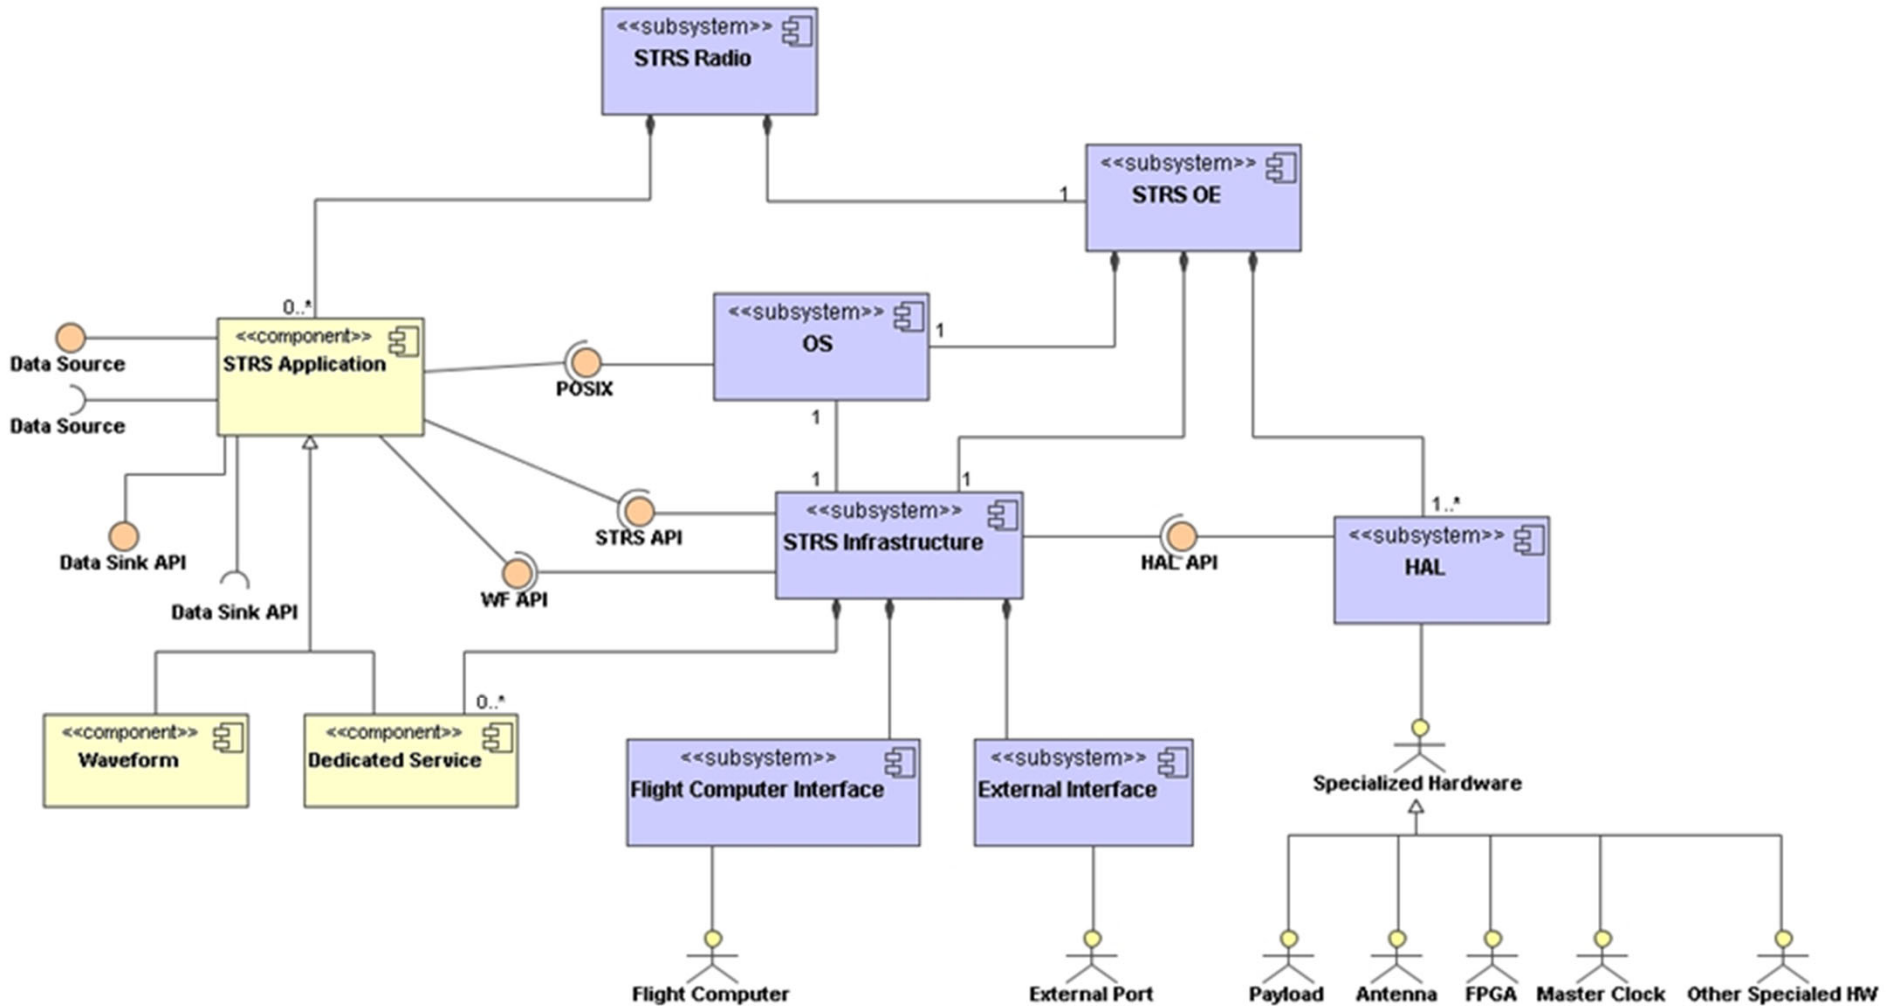 <<subsystem>>
STRS Radio
<<subsystem>>
STRS OE
1
0..*
<<subsystem>>
OS
1
<<component>>
STRS Application
Data Source
Data Source
POSIX
1
1
1
1..*
<<subsystem>>
STRS Infrastructure
STRS API
HAL API
<<subsystem>>
HAL
Data Sink API
Data Sink API
WF API
0..*
<<component>>
Waveform
<<component>>
Dedicated Service
<<subsystem>>
Flight Computer Interface
<<subsystem>>
External Interface
Specialized Hardware
Flight Computer
External Port
Payload
Antenna
FPGA
Master Clock
Other Specialed HW